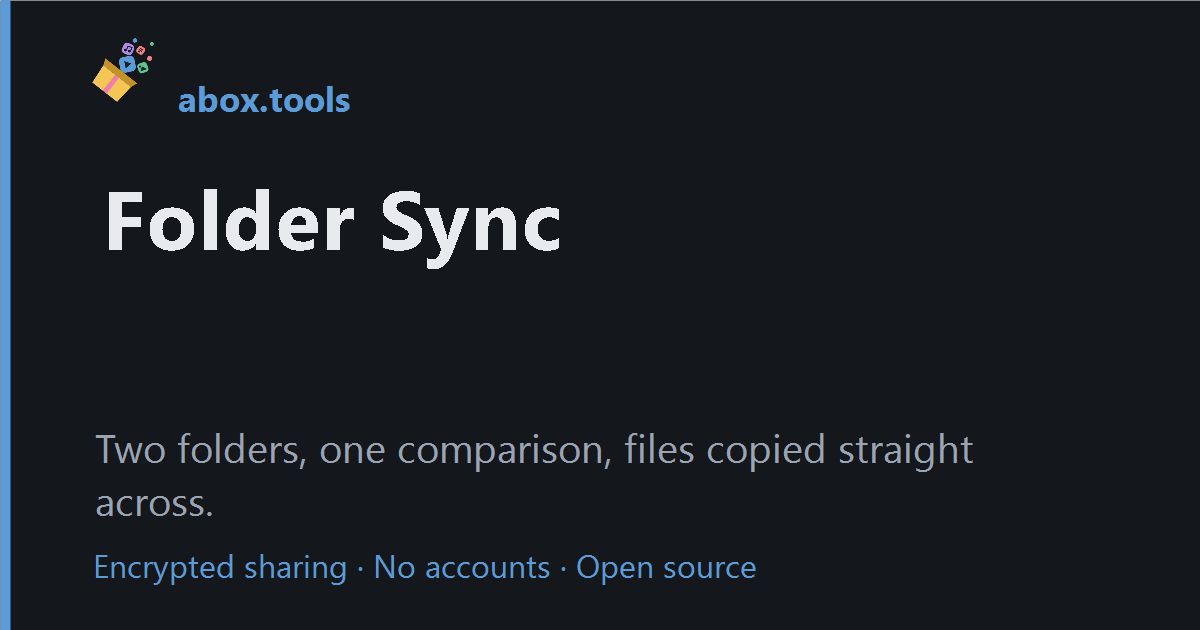 abox.tools
Folder Sync
Two folders, one comparison, files copied straight
across.
Encrypted sharing · No accounts · Open source